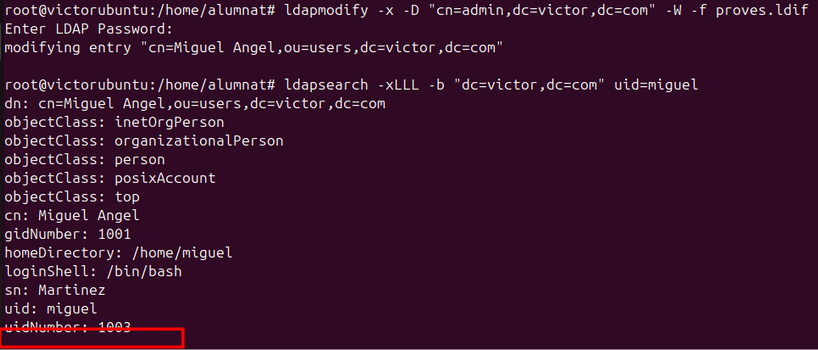 root@victorubuntu:/home/alumnat# ldapmodify -x -D "cn=admin,dc=victor,dc=com" -W -f proves.ldif
Enter LDAP Password:
modifying entry "cn=Miguel Angel,ou=users,dc=victor,dc=com"
root@victorubuntu:/home/alumnat# ldapsearch -xLLL -b "dc=victor,dc=com" uid=miguel
dn: cn=Miguel Angel,ou=users,dc=victor,dc=com
objectClass: inetOrgPerson
objectClass: organizationalPerson
objectClass: person
objectClass: posixAccount
objectClass: top
cn: Miguel Angel
gidNumber: 1001
homeDirectory: /home/miguel
loginShell: /bin/bash
sn: Martinez
uid: miguel
uidNumber: 1003